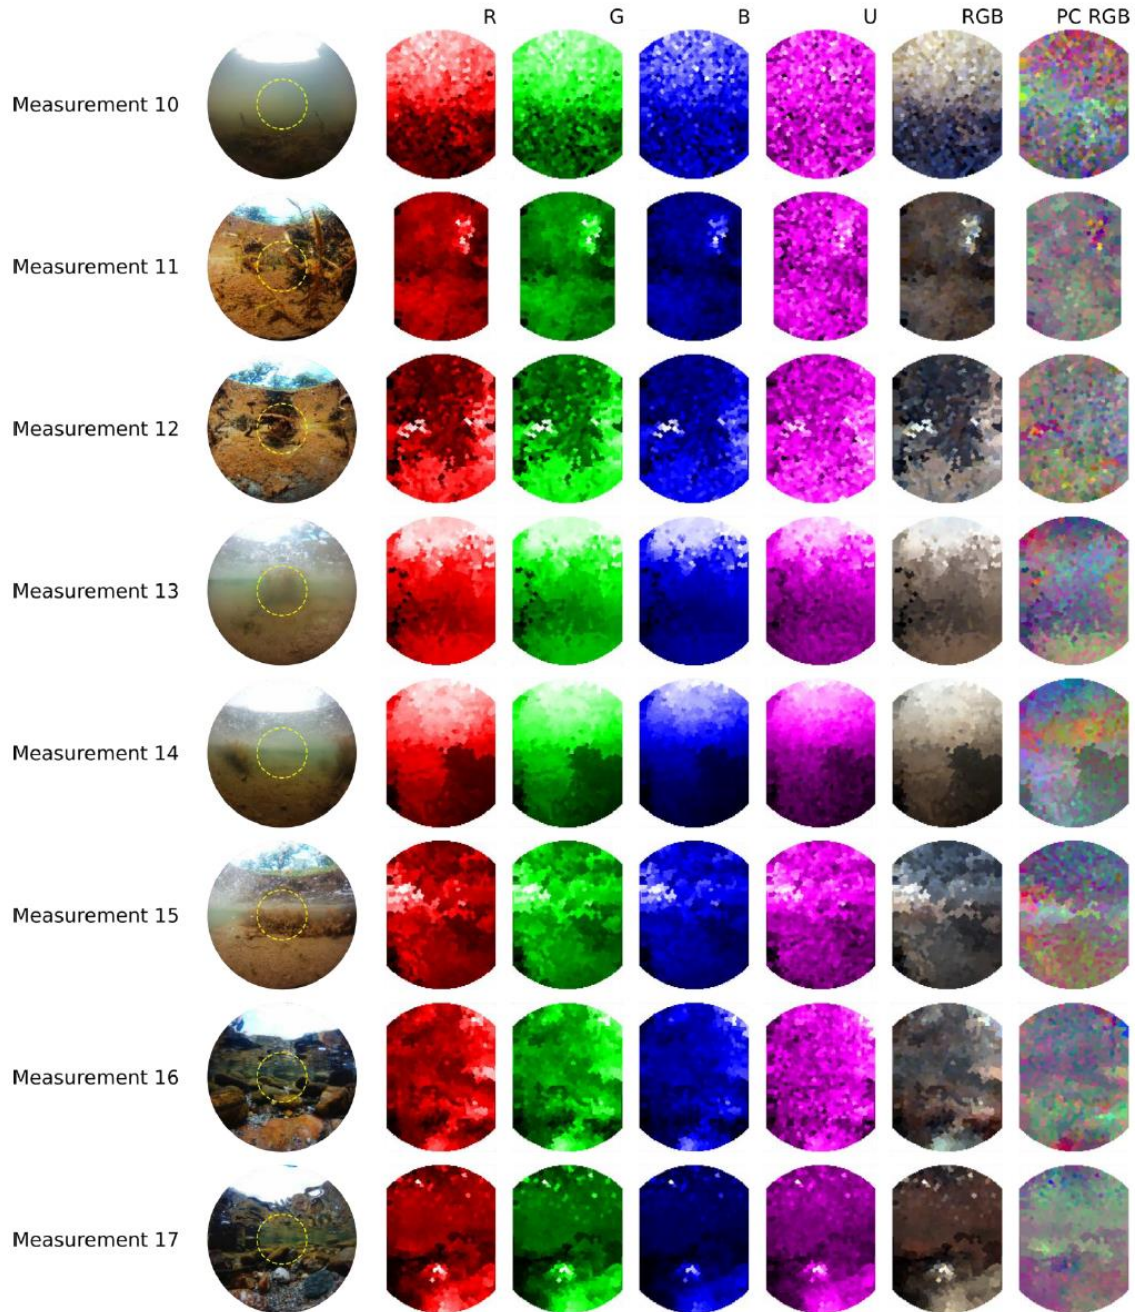 R G B U RGB PC RGB
Measurement 10
Measurement 11
Measurement 12
Measurement 13
Measurement 14
Measurement 15
Measurement 16
Measurement 17